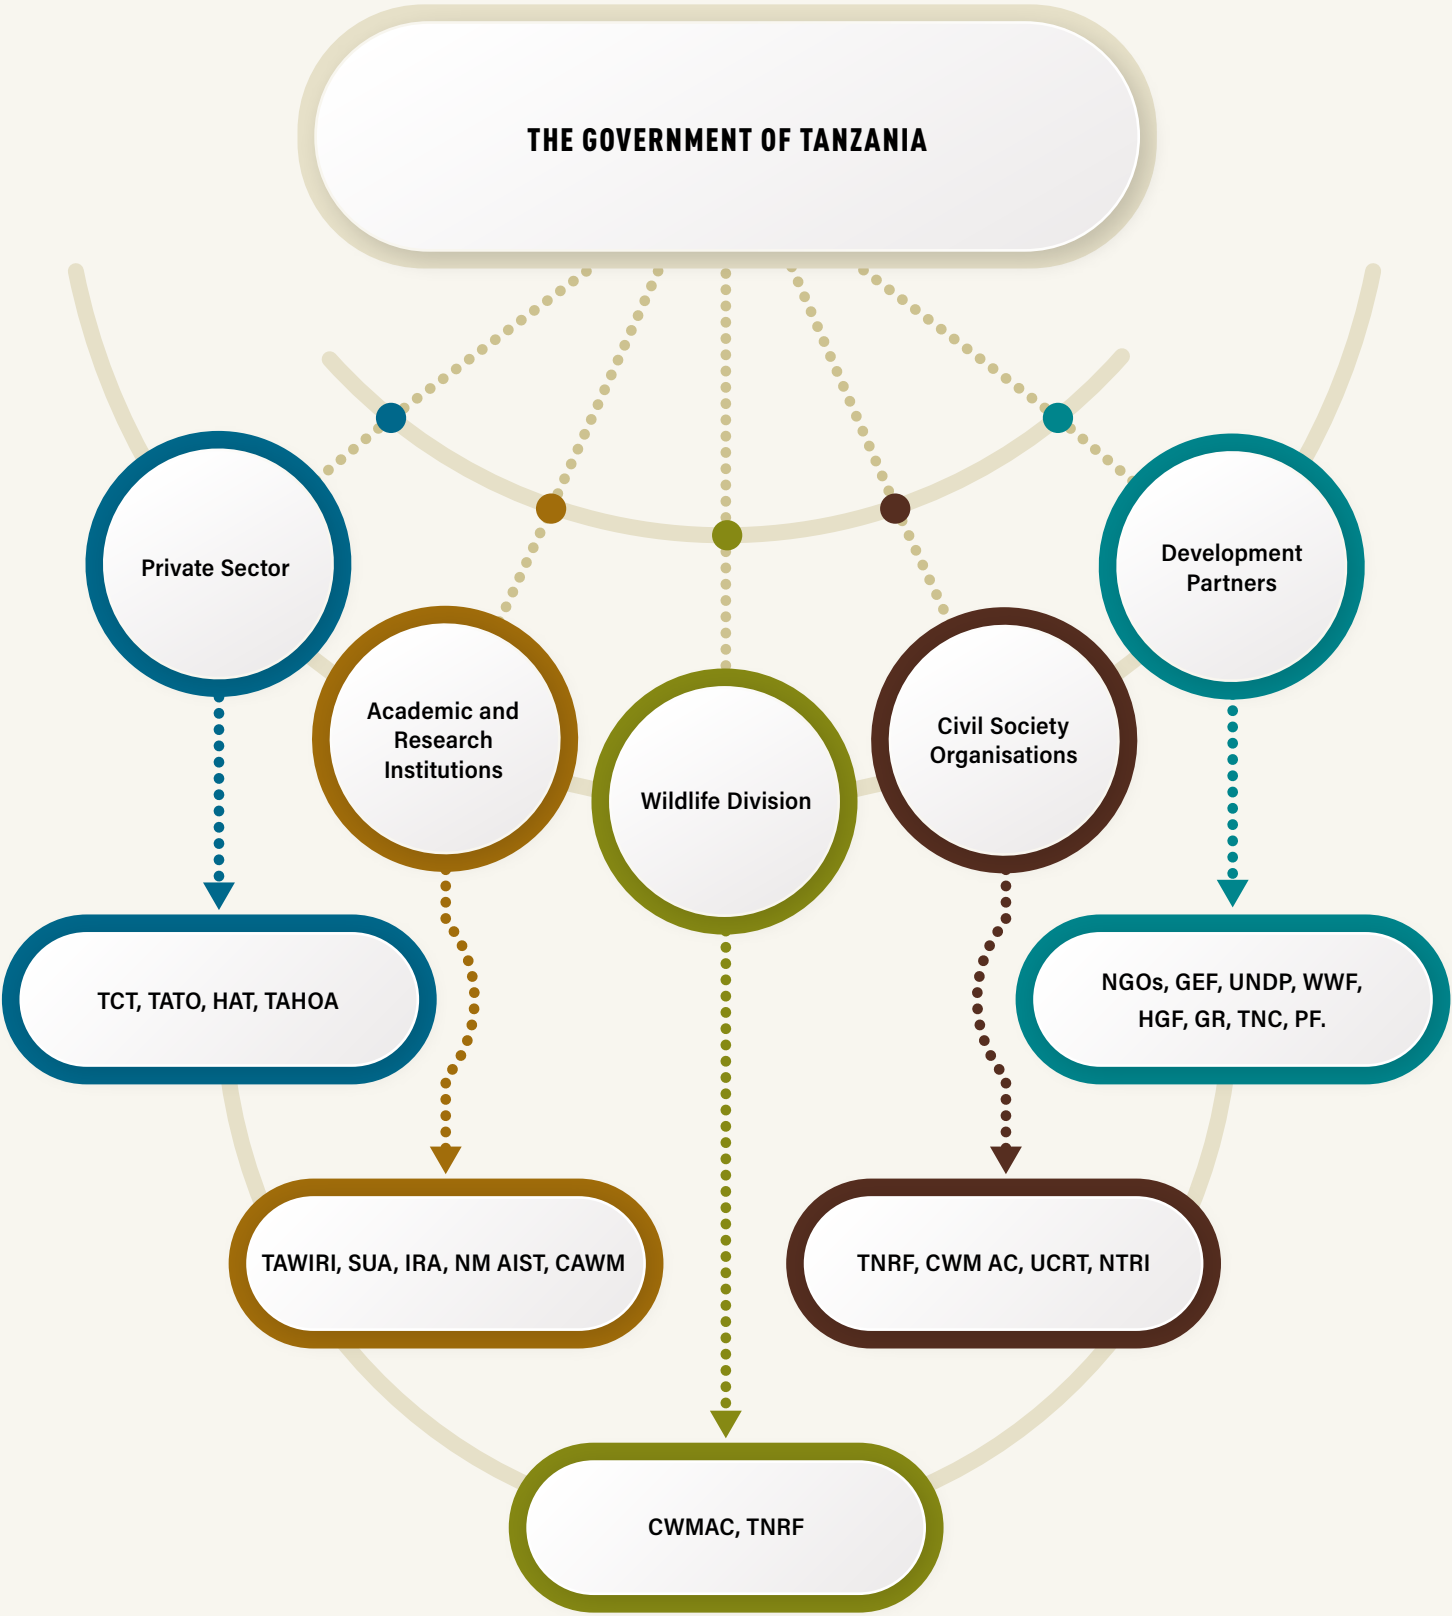 THE GOVERNMENT OF TANZANIA
Private Sector
Academic and
Research
Institutions
Wildlife Division
Civil Society
Organisations
Development
Partners
TCT, TATO, HAT, TAHOA
NGOs, GEF, UNDP, WWF,
HGF, GR, TNC, PF.
TAWIRI, SUA, IRA, NM AIST, CAWM
TNRF, CWM AC, UCRT, NTRI
CWMAC, TNRF